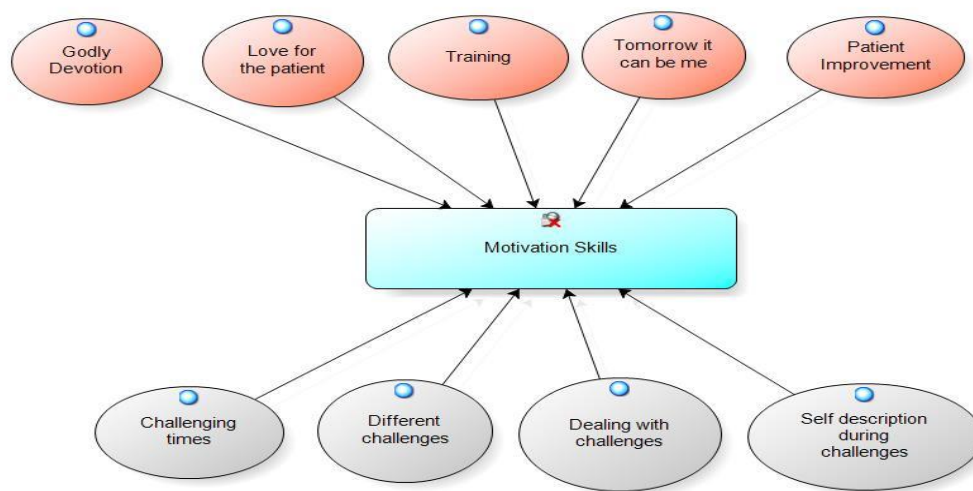 Godly
Devotion
Love for
the patient
Training
Tomorrow it
can be me
Patient
Improvement
Motivation Skills
Challenging
times
Different
challenges
Dealing with
challenges
Self description
during
challenges